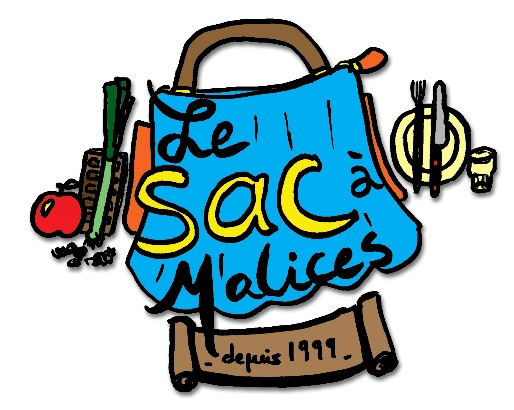 Le
sac à
Malices
- depuis 1999 -